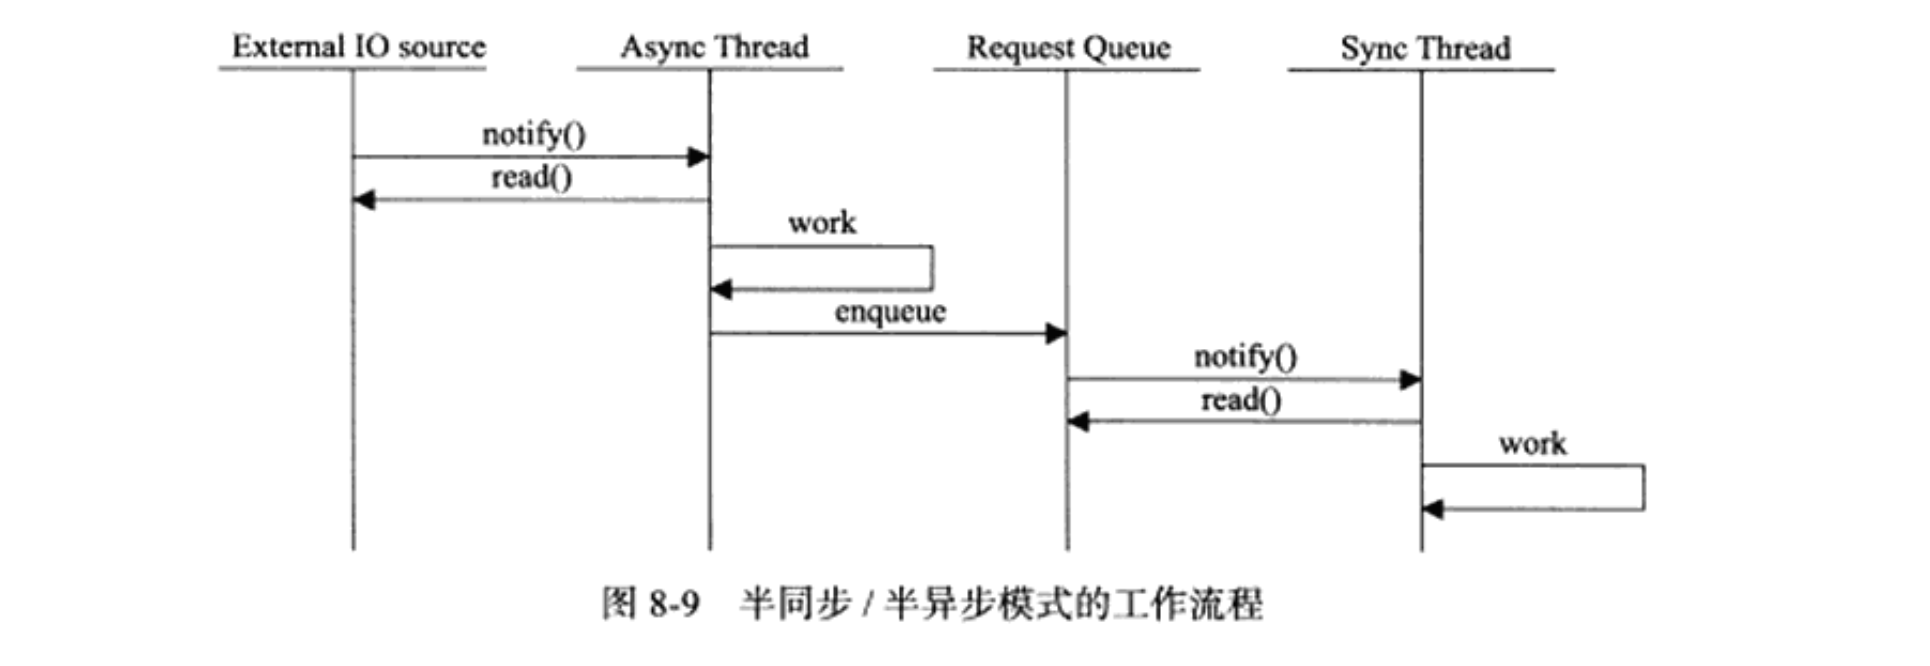 External IO source
Async Thread
Request Queue
Sync Thread
notify()
read()
work
enqueue
notify()
read()
work
图 8-9 半同步 / 半异步模式的工作流程